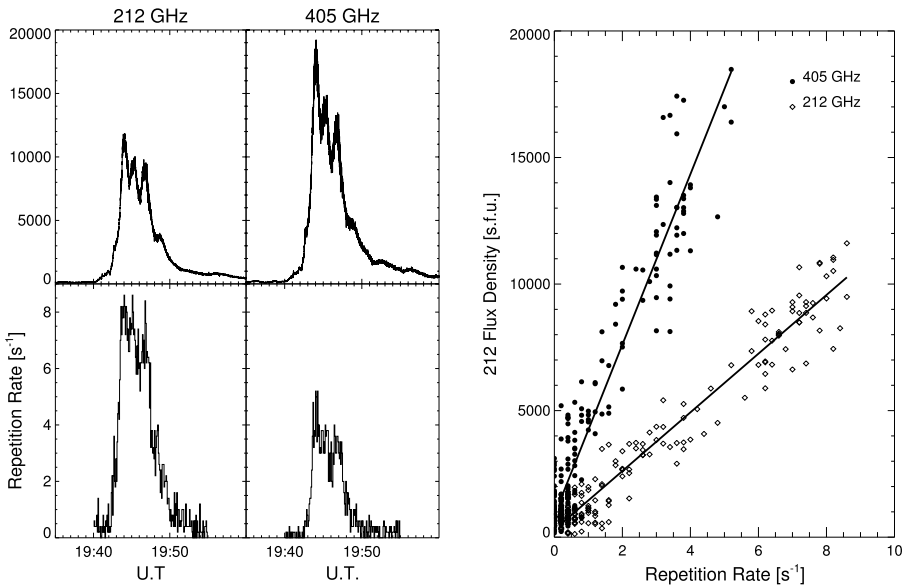 212 GHz
405 GHz
20000
15000
10000
5000
0
8
6
4
2
0
Repetition Rate [s⁻¹]
19:40
19:50
19:40
19:50
U.T
U.T.
20000
15000
10000
5000
0
212 Flux Density [s.f.u.]
405 GHz
212 GHz
0
2
4
6
8
10
Repetition Rate [s⁻¹]